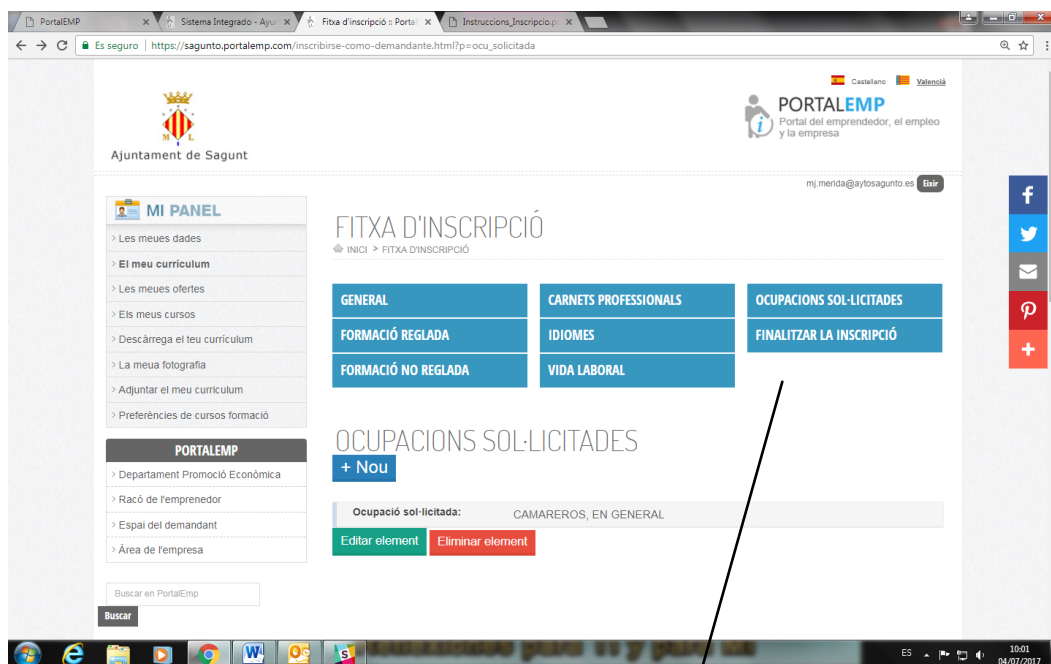 PortalEMP
Sistema Integrado - Ayu
Fitxa d'inscripció :: Porta
Instruccions_Inscripcio.p
Es seguro | https://sagunto.portalemp.com/inscribirse-como-demandante.html?p=ocu_solicitada
Castellano Valencià
M L
Ajuntament de Sagunt
PORTALEMP
Portal del emprendedor, el empleo
y la empresa
mj.merida@aytosagunto.es Eixir
MI PANEL
> Les meues dades
> El meu curriculum
> Les meues ofertes
> Els meus cursos
> Descàrrega el teu currículum
> La meua fotografia
> Adjuntar el meu curriculum
> Preferències de cursos formació
PORTALEMP
> Departament Promoció Econòmica
> Racó de l'emprenedor
> Espai del demandant
> Àrea de l'empresa
Buscar en PortalEmp
Buscar
FITXA D'INSCRIPCIÓ
INICI > FITXA D'INSCRIPCIÓ
GENERAL
CARNETS PROFESSIONALS
OCUPACIONS SOL·LICITADES
FORMACIÓ REGLADA
IDIOMES
FINALITZAR LA INSCRIPCIÓ
FORMACIÓ NO REGLADA
VIDA LABORAL
OCUPACIONS SOL·LICITADES
+ Nou
Ocupació sol·licitada: CAMAREROS, EN GENERAL
Editar element Eliminar element
para
ES
10:01
04/07/2017